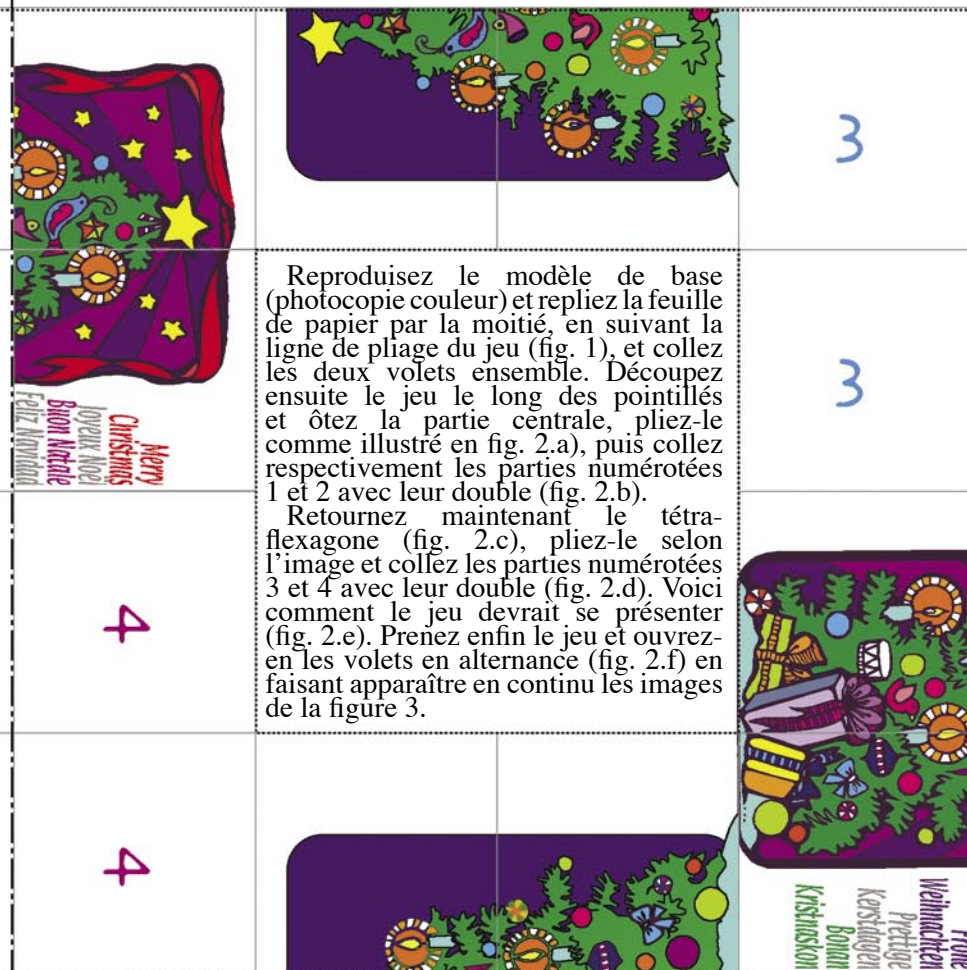 3
Reproduisez le modèle de base
(photocopie couleur) et repliez la feuille
de papier par la moitié, en suivant la
ligne de pliage du jeu (fig. 1), et collez
les deux volets ensemble. Découpez
ensuite le jeu le long des pointillés
et ôtez la partie centrale, pliez-le
comme illustré en fig. 2.a), puis collez
respectivement les parties numérotées
1 et 2 avec leur double (fig. 2.b).
Retournez maintenant le tétra-
flexagone (fig. 2.c), pliez-le selon
l'image et collez les parties numérotées
3 et 4 avec leur double (fig. 2.d). Voici
comment le jeu devrait se présenter
(fig. 2.e). Prenez enfin le jeu et ouvrez-
en les volets en alternance (fig. 2.f) en
faisant apparaître en continu les images
de la figure 3.
3
Merry
Christmas
Joyeux Noël
Buon Natale
Feliz Navidad
4
4
Weihnachten
Prettige
Kerstdagen
Bonan